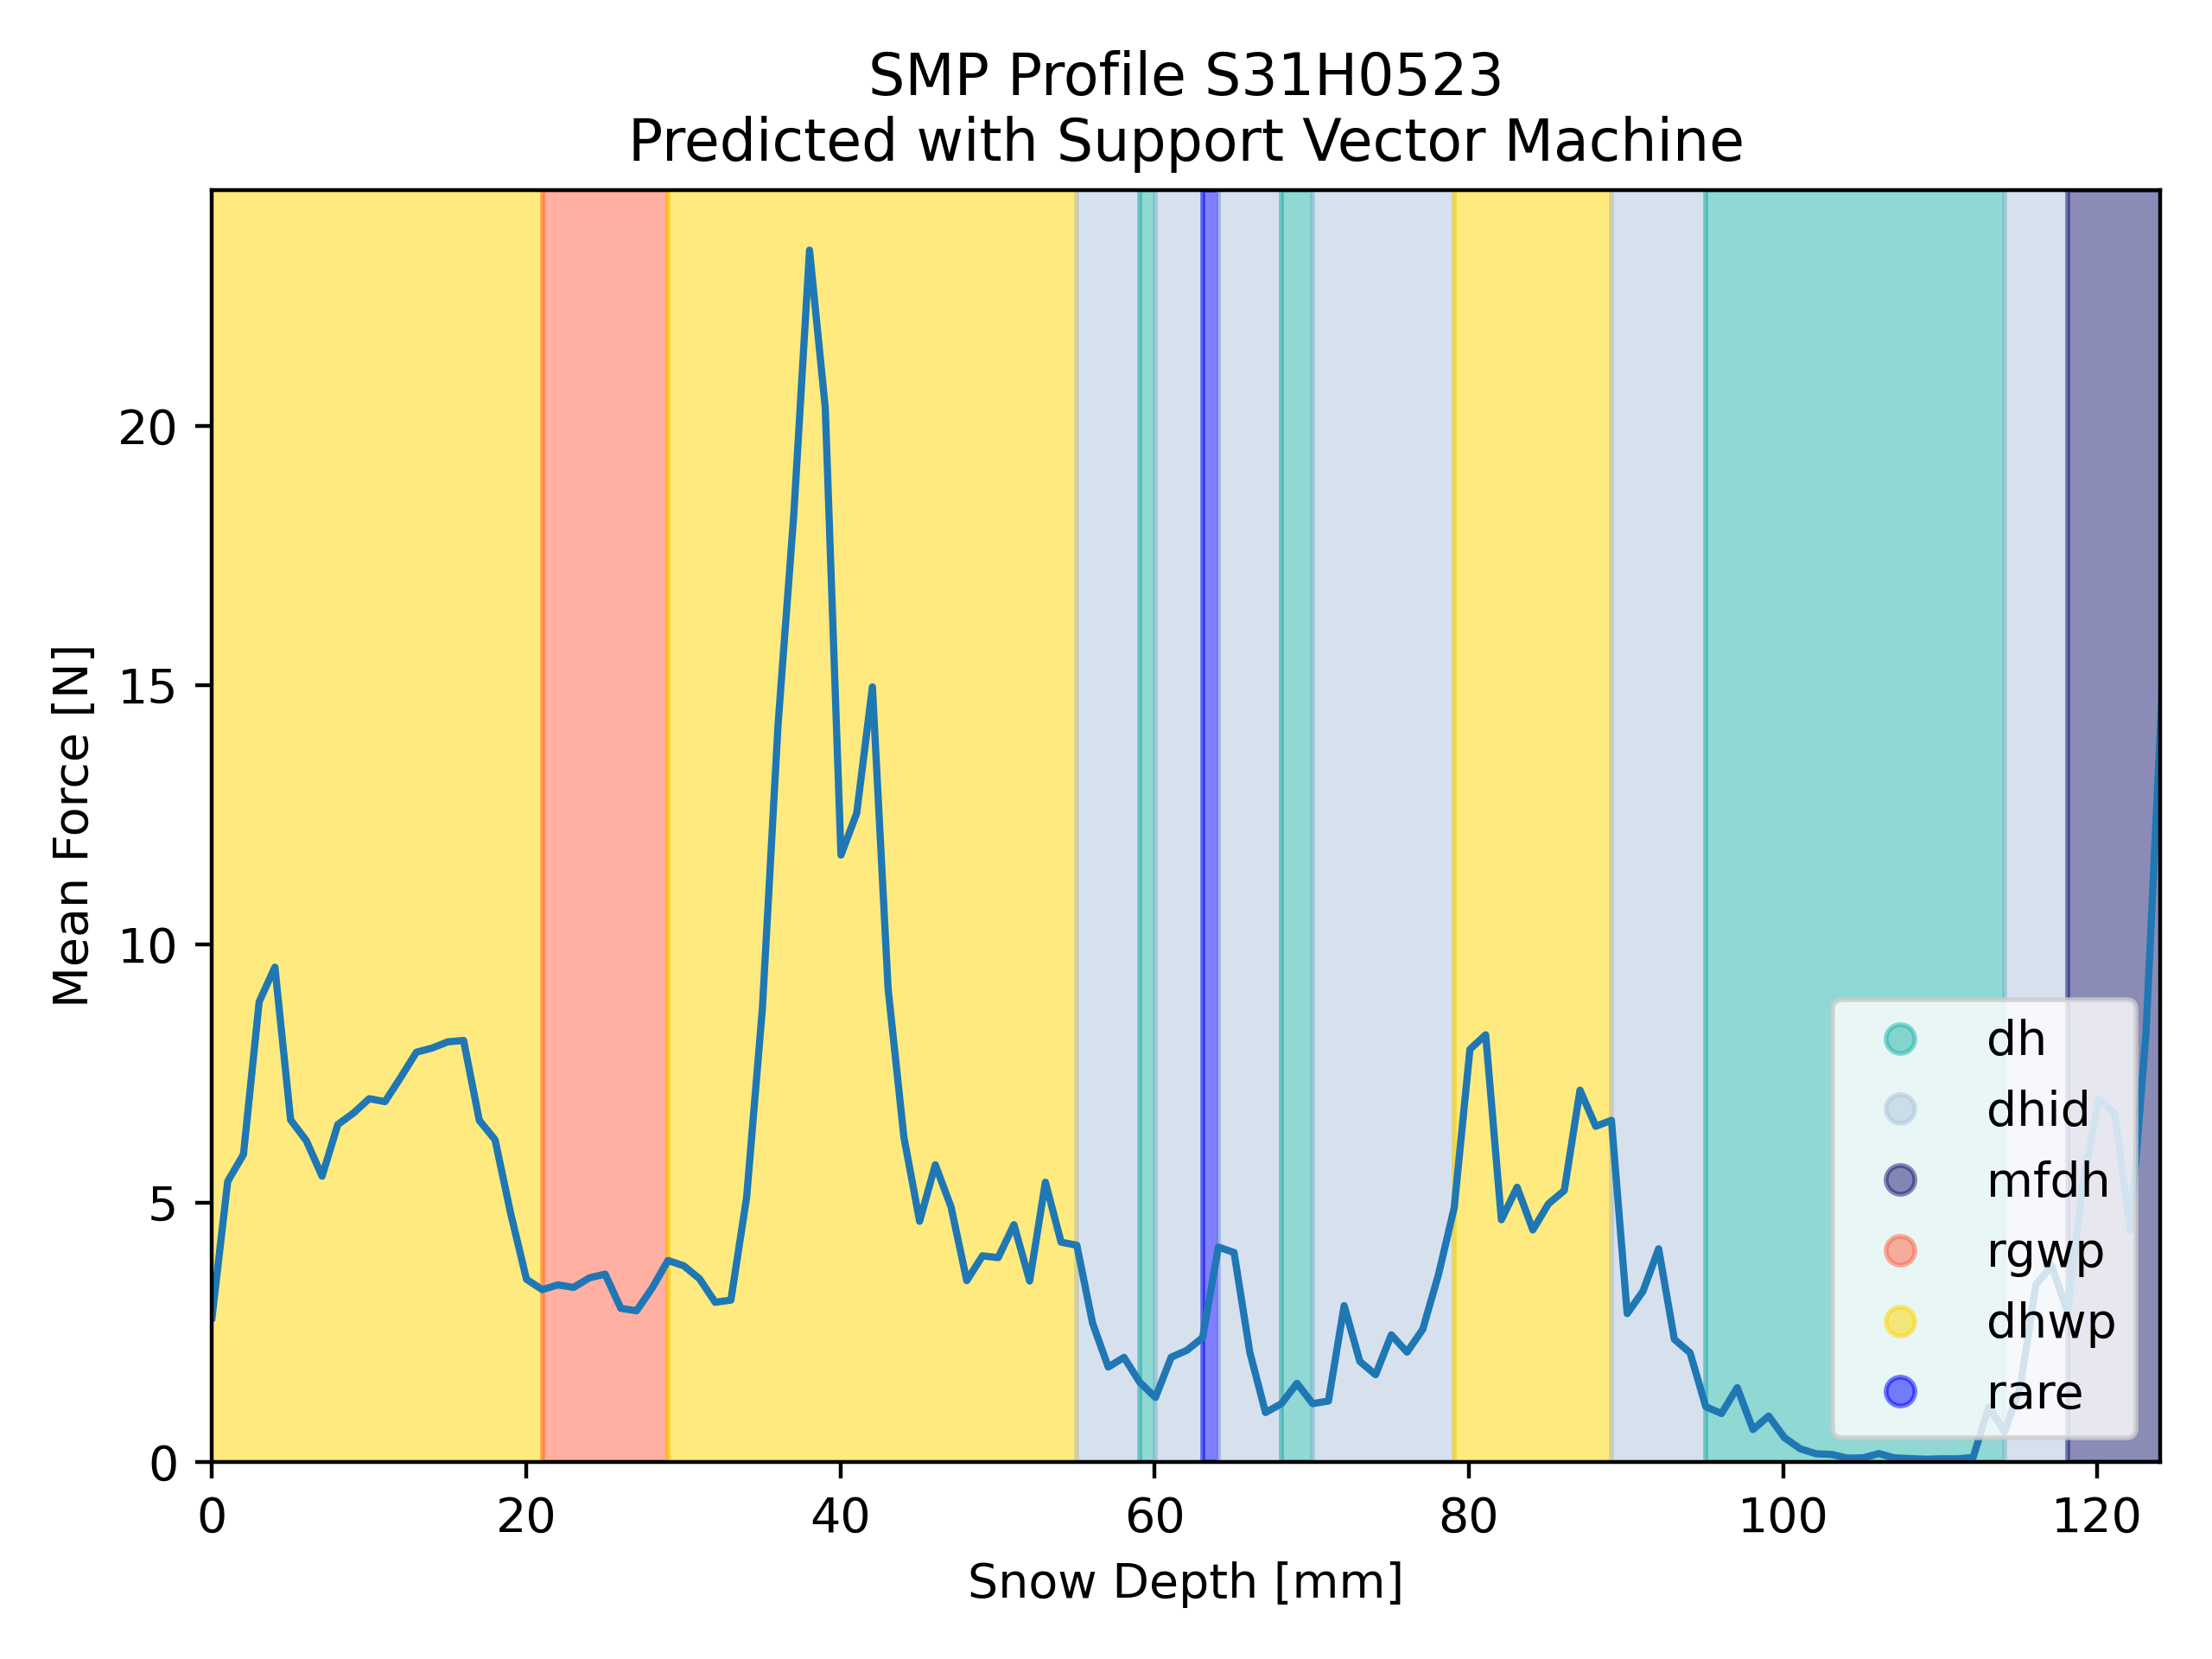 SMP Profile S31H0523
Predicted with Support Vector Machine
Mean Force [N]
20
15
10
5
0
0 20 40 60 80 100 120
Snow Depth [mm]
dh
dhid
mfdh
rgwp
dhwp
rare